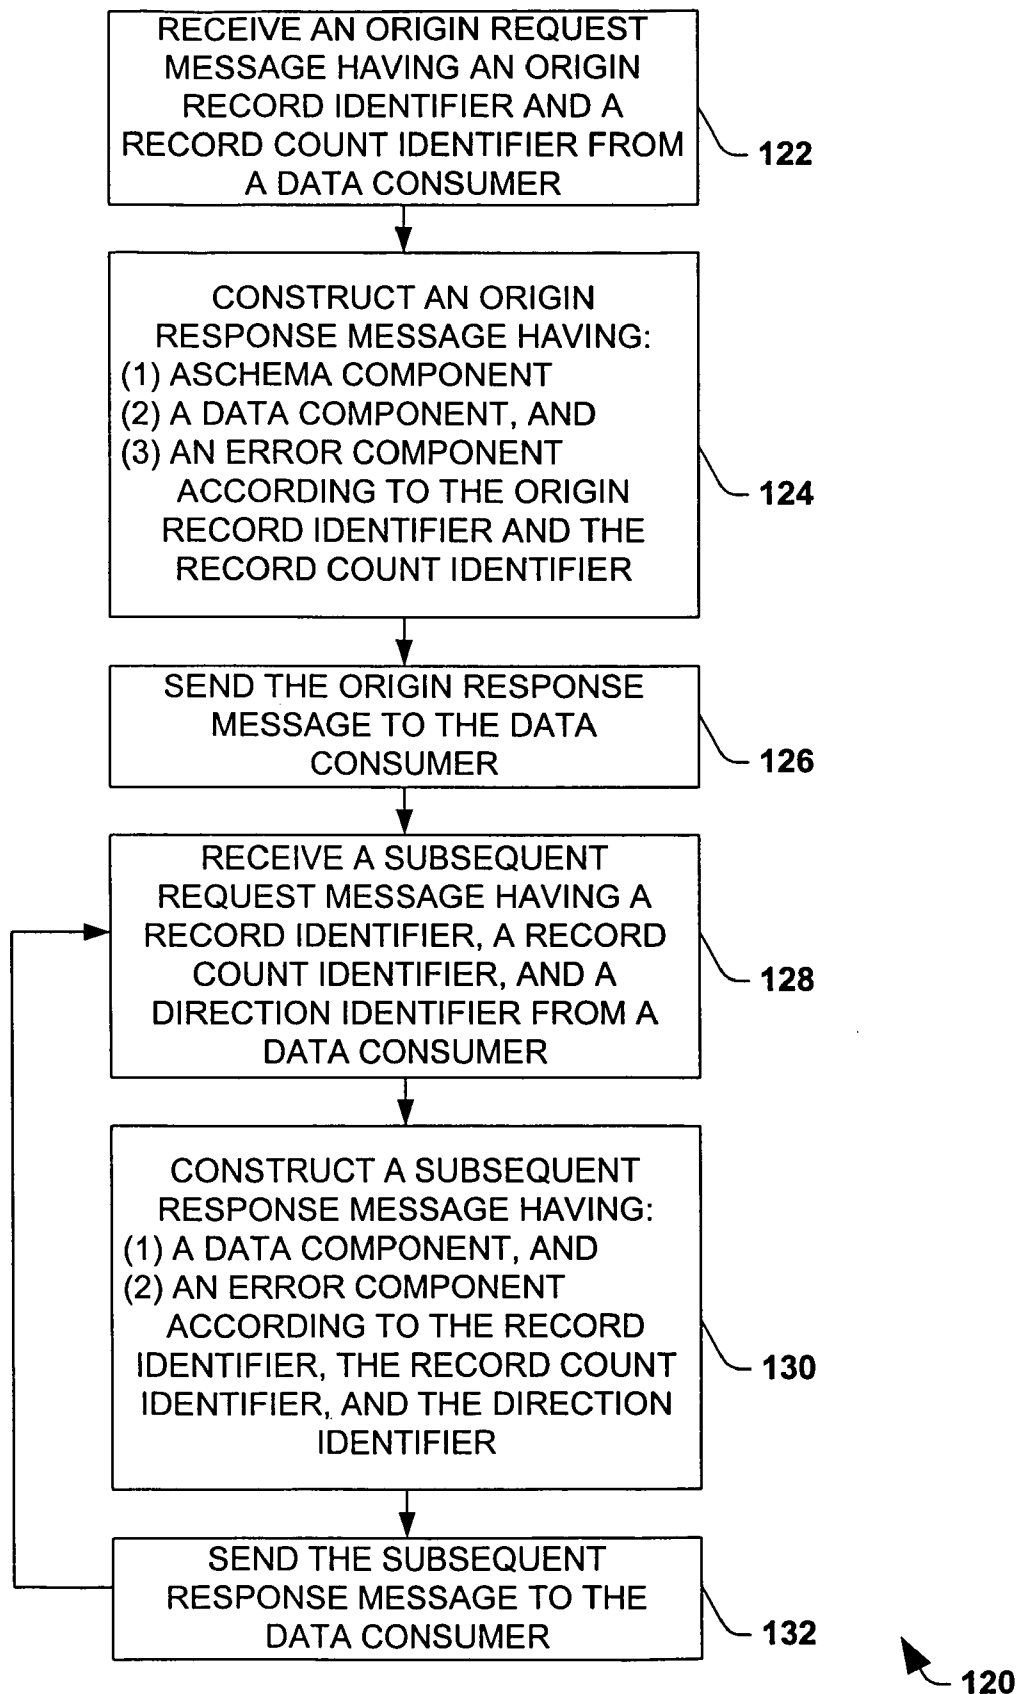 RECEIVE AN ORIGIN REQUEST
MESSAGE HAVING AN ORIGIN
RECORD IDENTIFIER AND A
RECORD COUNT IDENTIFIER FROM
A DATA CONSUMER
122
CONSTRUCT AN ORIGIN
RESPONSE MESSAGE HAVING:
(1) ASCHEMA COMPONENT
(2) A DATA COMPONENT, AND
(3) AN ERROR COMPONENT
ACCORDING TO THE ORIGIN
RECORD IDENTIFIER AND THE
RECORD COUNT IDENTIFIER
124
SEND THE ORIGIN RESPONSE
MESSAGE TO THE DATA
CONSUMER
126
RECEIVE A SUBSEQUENT
REQUEST MESSAGE HAVING A
RECORD IDENTIFIER, A RECORD
COUNT IDENTIFIER, AND A
DIRECTION IDENTIFIER FROM A
DATA CONSUMER
128
CONSTRUCT A SUBSEQUENT
RESPONSE MESSAGE HAVING:
(1) A DATA COMPONENT, AND
(2) AN ERROR COMPONENT
ACCORDING TO THE RECORD
IDENTIFIER, THE RECORD COUNT
IDENTIFIER, AND THE DIRECTION
IDENTIFIER
130
SEND THE SUBSEQUENT
RESPONSE MESSAGE TO THE
DATA CONSUMER
132
120